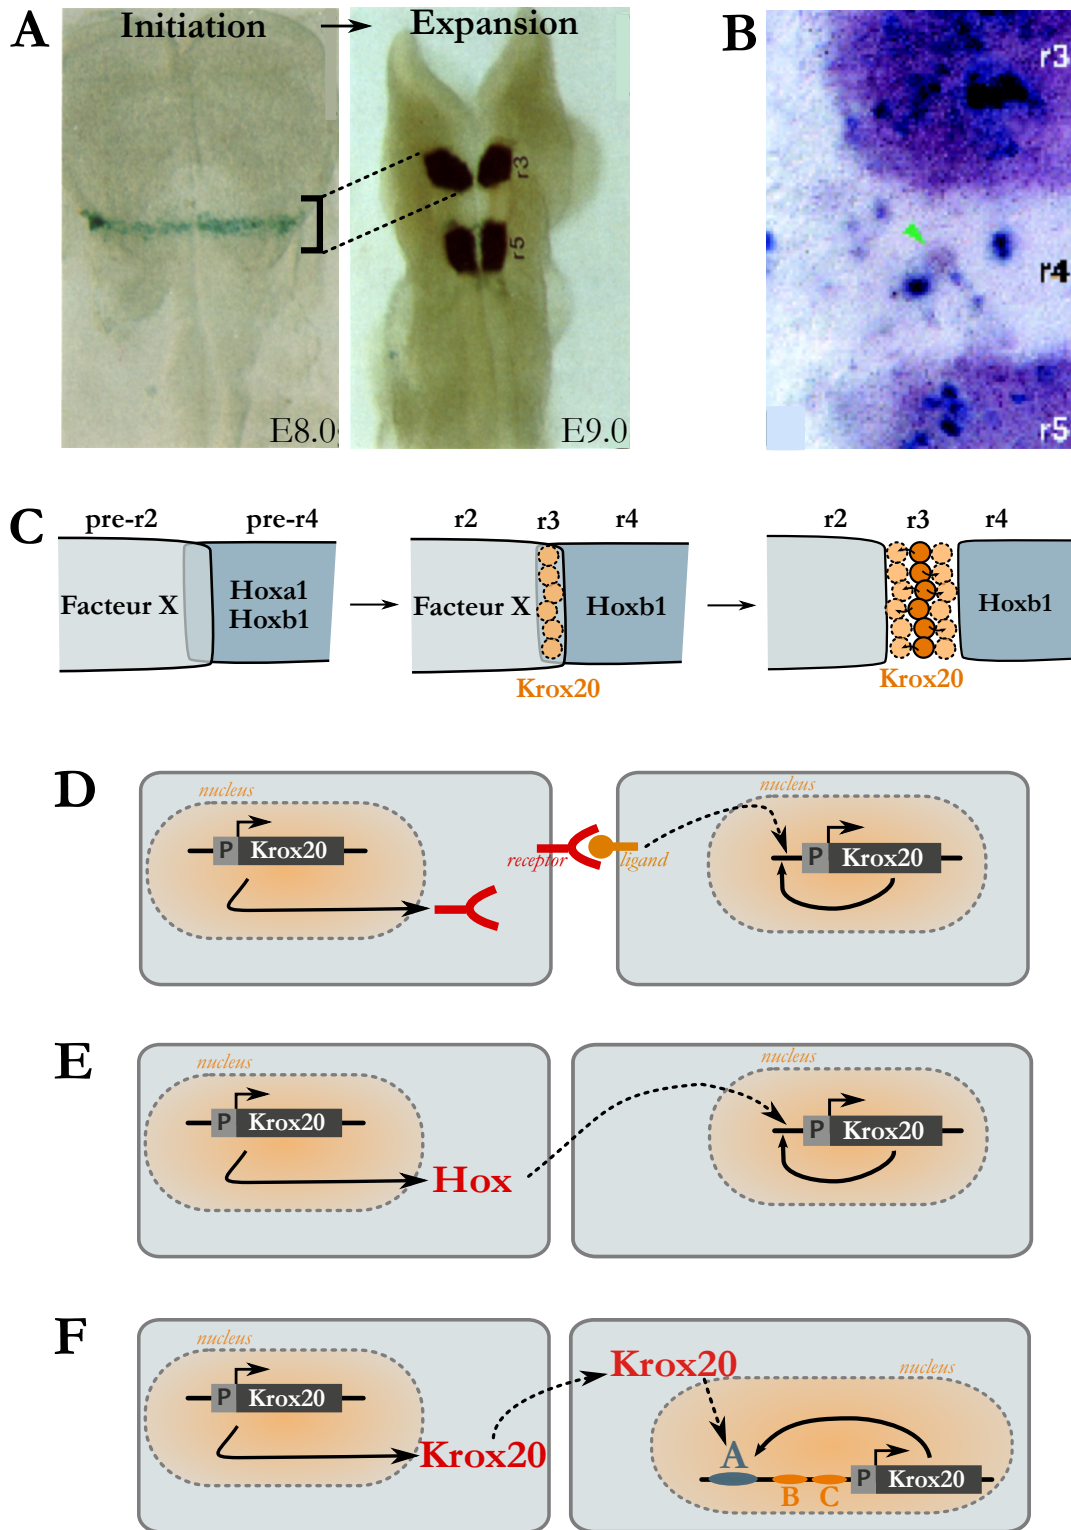 A
Initiation
Expansion
B
r3
r5
E8.0
E9.0
r3
r4
r5
C
pre-r2
pre-r4
Facteur X
Hoxa1
Hoxb1
r2
r3
r4
Facteur X
Hoxb1
Krox20
r2
r3
r4
Hoxb1
Krox20
D
nucleus
P
Krox20
receptor
ligand
nucleus
P
Krox20
E
nucleus
P
Krox20
Hox
nucleus
P
Krox20
F
nucleus
P
Krox20
Krox20
Krox20
nucleus
A
B
C
P
Krox20